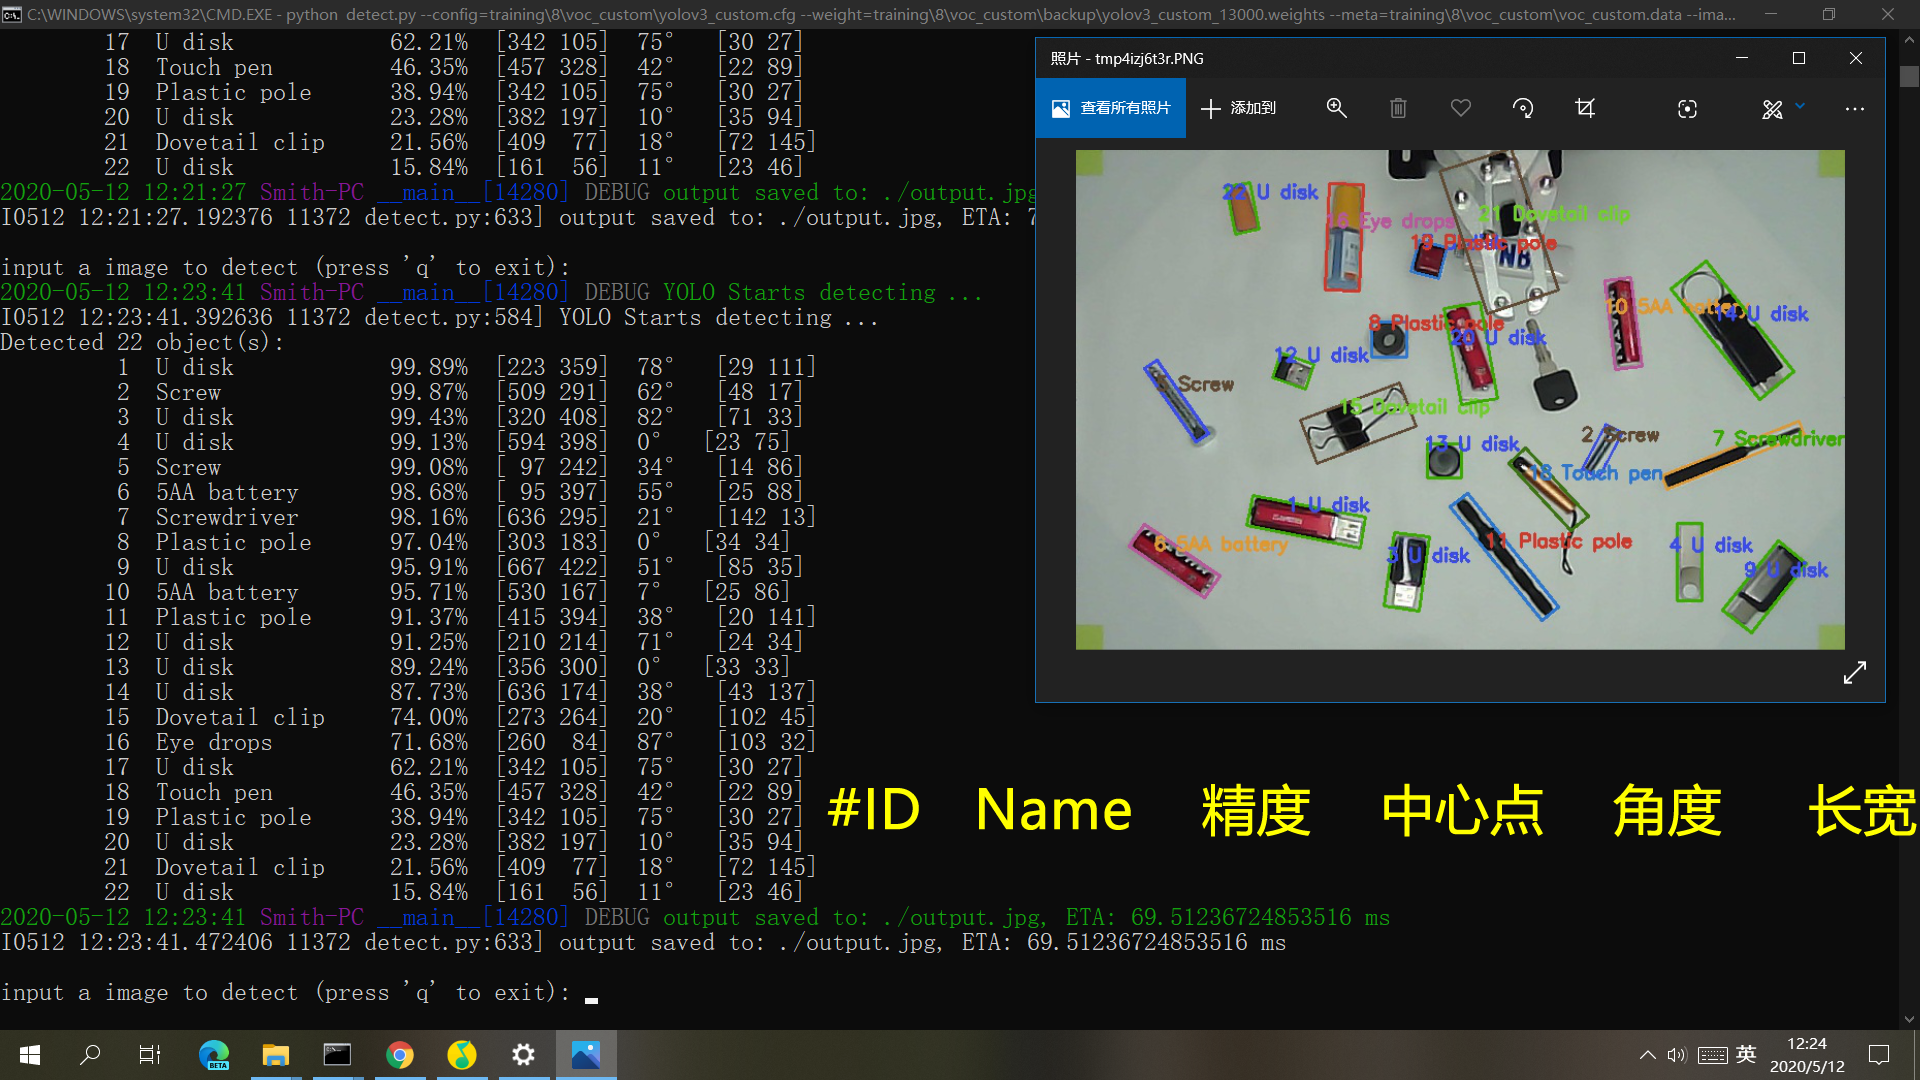 C:\WINDOWS\system32\CMD.EXE - python  detect.py --config=training\8\voc_custom\yolov3_custom.cfg --weight=training\8\voc_custom\backup\yolov3_custom_13000.weights --meta=training\8\voc_custom\voc_custom.data --ima...
17 U disk 62.21% [342 105] 75° [30 27]
18 Touch pen 46.35% [457 328] 42° [22 89]
19 Plastic pole 38.94% [342 105] 75° [30 27]
20 U disk 23.28% [382 197] 10° [35 94]
21 Dovetail clip 21.56% [409  77] 18° [72 145]
22 U disk 15.84% [161  56] 11° [23 46]
2020-05-12 12:21:27 Smith-PC __main__[14280] DEBUG output saved to: ./output.jpg
I0512 12:21:27.192376 11372 detect.py:633] output saved to: ./output.jpg, ETA: 7
input a image to detect (press 'q' to exit):
2020-05-12 12:23:41 Smith-PC __main__[14280] DEBUG YOLO Starts detecting ...
I0512 12:23:41.392636 11372 detect.py:584] YOLO Starts detecting ...
Detected 22 object(s):
1 U disk 99.89% [223 359] 78° [29 111]
2 Screw 99.87% [509 291] 62° [48 17]
3 U disk 99.43% [320 408] 82° [71 33]
4 U disk 99.13% [594 398] 0° [23 75]
5 Screw 99.08% [ 97 242] 34° [14 86]
6 5AA battery 98.68% [ 95 397] 55° [25 88]
7 Screwdriver 98.16% [636 295] 21° [142 13]
8 Plastic pole 97.04% [303 183] 0° [34 34]
9 U disk 95.91% [667 422] 51° [85 35]
10 5AA battery 95.71% [530 167] 7° [25 86]
11 Plastic pole 91.37% [415 394] 38° [20 141]
12 U disk 91.25% [210 214] 71° [24 34]
13 U disk 89.24% [356 300] 0° [33 33]
14 U disk 87.73% [636 174] 38° [43 137]
15 Dovetail clip 74.00% [273 264] 20° [102 45]
16 Eye drops 71.68% [260  84] 87° [103 32]
17 U disk 62.21% [342 105] 75° [30 27]
18 Touch pen 46.35% [457 328] 42° [22 89]
19 Plastic pole 38.94% [342 105] 75° [30 27]
20 U disk 23.28% [382 197] 10° [35 94]
21 Dovetail clip 21.56% [409  77] 18° [72 145]
22 U disk 15.84% [161  56] 11° [23 46]
2020-05-12 12:23:41 Smith-PC __main__[14280] DEBUG output saved to: ./output.jpg, ETA: 69.51236724853516 ms
I0512 12:23:41.472406 11372 detect.py:633] output saved to: ./output.jpg, ETA: 69.51236724853516 ms
input a image to detect (press 'q' to exit):
照片 - tmp4izj6t3r.PNG
查看所有照片
添加到
22 U disk
16 Eye drops
21 Dovetail clip
19 Plastic pole
NB
10 5AA battery
14 U disk
8 Plastic pole
20 U disk
12 U disk
Screw
15 Dovetail clip
13 U disk
2 Screw
7 Screwdriver
18 Touch pen
1 U disk
6 5AA battery
3 U disk
11 Plastic pole
4 U disk
9 U disk
#ID Name 精度 中心点 角度 长宽
BETA
英
12:24
2020/5/12